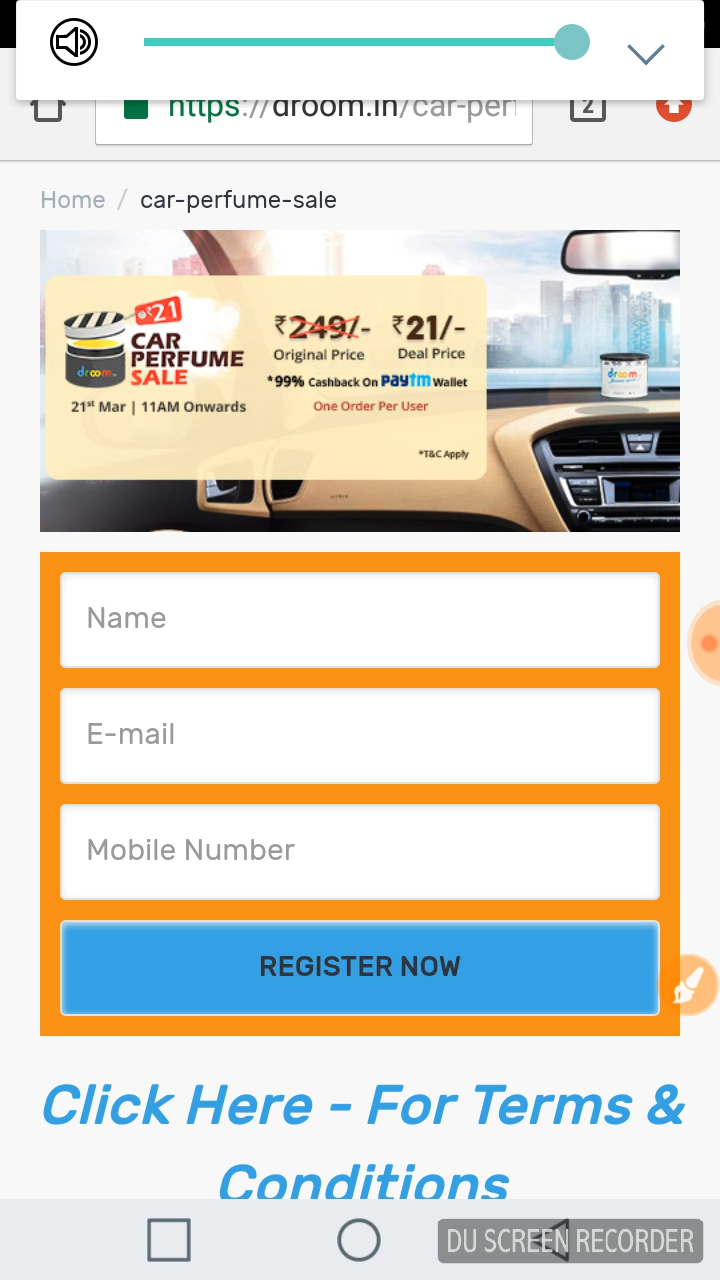 https://droom.in/car-per
2
Home / car-perfume-sale
@₹21
CAR
PERFUME
SALE
droom
21st Mar | 11AM Onwards
₹249/-
Original Price
₹21/-
Deal Price
*99% Cashback On Paytm Wallet
One Order Per User
*T&C Apply
droom
Name
E-mail
Mobile Number
REGISTER NOW
Click Here - For Terms &
Conditions
DU SCREEN RECORDER